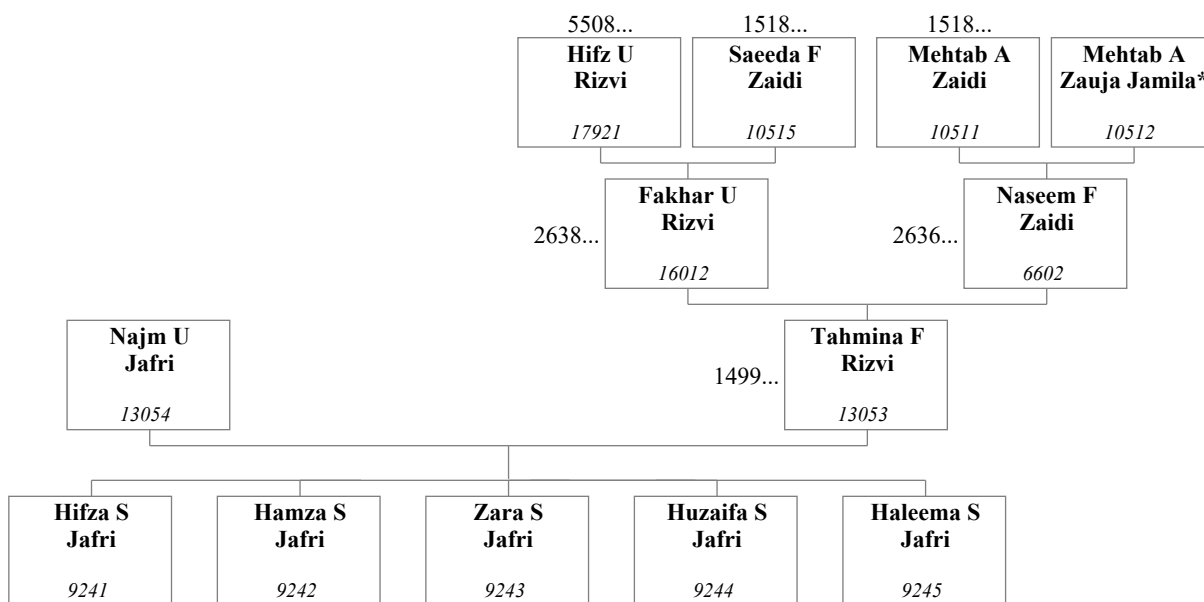 5508...
1518...
1518...
Hifz U
Rizvi
17921
Saeeda F
Zaidi
10515
Mehtab A
Zaidi
10511
Mehtab A
Zauja Jamila*
10512
2638...
Fakhar U
Rizvi
16012
2636...
Naseem F
Zaidi
6602
Najm U
Jafri
13054
1499...
Tahmina F
Rizvi
13053
Hifza S
Jafri
9241
Hamza S
Jafri
9242
Zara S
Jafri
9243
Huzaifa S
Jafri
9244
Haleema S
Jafri
9245